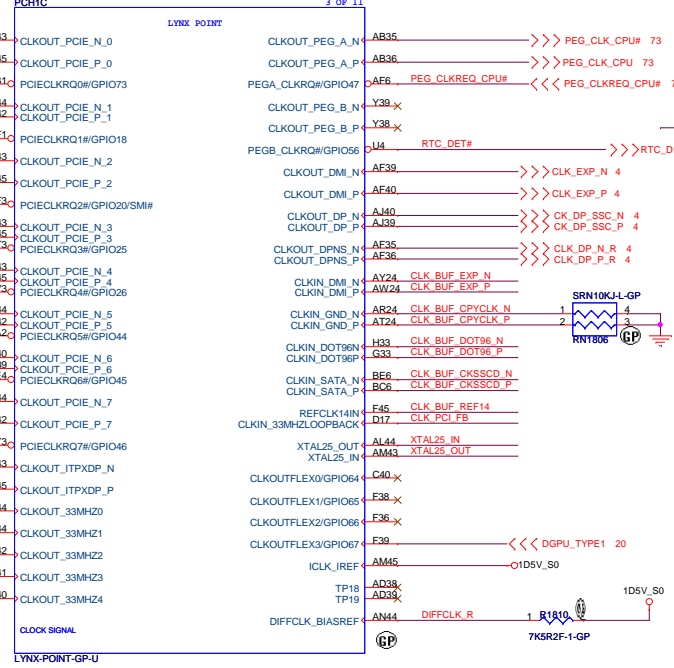 PCH1C
3 OF 11
LYNX POINT
CLKOUT_PCIE_N_0
CLKOUT_PCIE_P_0
PCIECLKRQ0#/GPIO73
CLKOUT_PCIE_N_1
CLKOUT_PCIE_P_1
PCIECLKRQ1#/GPIO18
CLKOUT_PCIE_N_2
CLKOUT_PCIE_P_2
PCIECLKRQ2#/GPIO20/SMI#
CLKOUT_PCIE_N_3
CLKOUT_PCIE_P_3
PCIECLKRQ3#/GPIO25
CLKOUT_PCIE_N_4
CLKOUT_PCIE_P_4
PCIECLKRQ4#/GPIO26
CLKOUT_PCIE_N_5
CLKOUT_PCIE_P_5
PCIECLKRQ5#/GPIO44
CLKOUT_PCIE_N_6
CLKOUT_PCIE_P_6
PCIECLKRQ6#/GPIO45
CLKOUT_PCIE_N_7
CLKOUT_PCIE_P_7
PCIECLKRQ7#/GPIO46
CLKOUT_ITPXDP_N
CLKOUT_ITPXDP_P
CLKOUT_33MHZ0
CLKOUT_33MHZ1
CLKOUT_33MHZ2
CLKOUT_33MHZ3
CLKOUT_33MHZ4
CLOCK SIGNAL
LYNX-POINT-GP-U
CLKOUT_PEG_A_N AB35 PEG_CLK_CPU# 73
CLKOUT_PEG_A_P AB36 PEG_CLK_CPU 73
PEGA_CLKRQ#/GPIO47 AF6 PEG_CLKREQ_CPU# PEG_CLKREQ_CPU#
CLKOUT_PEG_B_N Y39
CLKOUT_PEG_B_P Y38
PEGB_CLKRQ#/GPIO56 U4 RTC_DET#
CLKOUT_DMI_N AF39 CLK_EXP_N 4
CLKOUT_DMI_P AF40 CLK_EXP_P 4
CLKOUT_DP_N AJ40 CK_DP_SSC_N 4
CLKOUT_DP_P AJ39 CK_DP_SSC_P 4
CLKOUT_DPNS_N AF35 CLK_DP_N_R 4
CLKOUT_DPNS_P AF36 CLK_DP_P_R 4
CLKIN_DMI_N AY24 CLK_BUF_EXP_N
CLKIN_DMI_P AW24 CLK_BUF_EXP_P
SRN10KJ-L-GP
CLKIN_GND_N AR24 CLK_BUF_CPYCLK_N 1 4
CLKIN_GND_P AT24 CLK_BUF_CPYCLK_P 2 3
RN1806 GP
CLKIN_DOT96N H33 CLK_BUF_DOT96_N
CLKIN_DOT96P G33 CLK_BUF_DOT96_P
CLKIN_SATA_N BE6 CLK_BUF_CKSSCD_N
CLKIN_SATA_P BC6 CLK_BUF_CKSSCD_P
REFCLK14IN F45 CLK_BUF_REF14
CLKIN_33MHZLOOPBACK D17 CLK_PCI_FB
XTAL25_OUT AL44 XTAL25_IN
XTAL25_IN AM43 XTAL25_OUT
CLKOUTFLEX0/GPIO64 C40
CLKOUTFLEX1/GPIO65 F38
CLKOUTFLEX2/GPIO66 F36
CLKOUTFLEX3/GPIO67 F39 DGPU_TYPE1 20
ICLK_IREF AM45 1D5V_S0
TP18 AD38
TP19 AD39
1D5V_S0
DIFFCLK_BIASREF AN44 DIFFCLK_R 1 R1810 2
GP
7K5R2F-1-GP